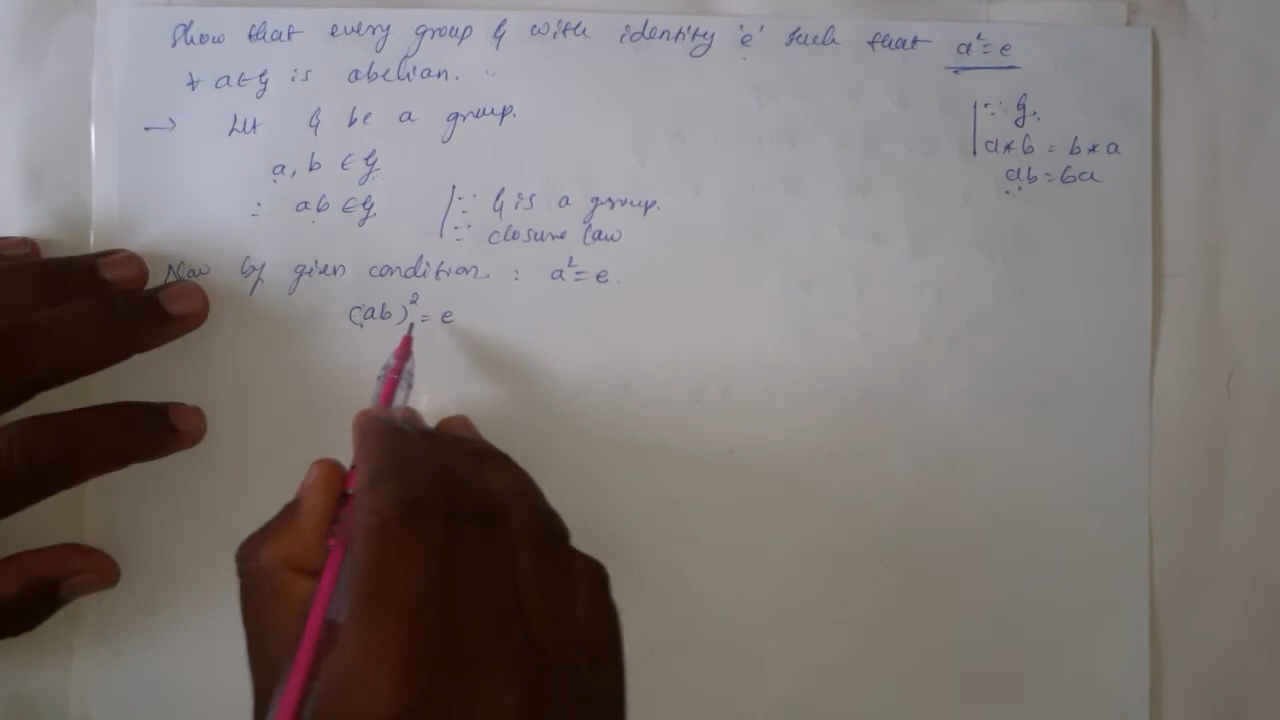 Show that every group G with identity 'e' such that a²=e
∀ a∈G is abelian.
→ Let G be a group.
a, b ∈ G
∴ ab ∈ G | ∵ G is a group.
∵ closure law
Now by given condition : a²=e.
(ab)²=e
∵ G.
a*b = b*a
ab=ba